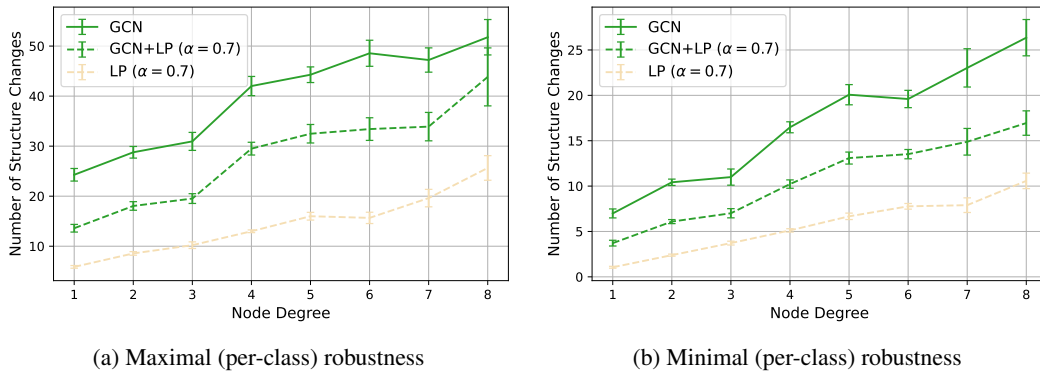 GCN
GCN+LP (α = 0.7)
LP (α = 0.7)
Number of Structure Changes
50
40
30
20
10
1 2 3 4 5 6 7 8
Node Degree
(a) Maximal (per-class) robustness
GCN
GCN+LP (α = 0.7)
LP (α = 0.7)
Number of Structure Changes
25
20
15
10
5
0
1 2 3 4 5 6 7 8
Node Degree
(b) Minimal (per-class) robustness